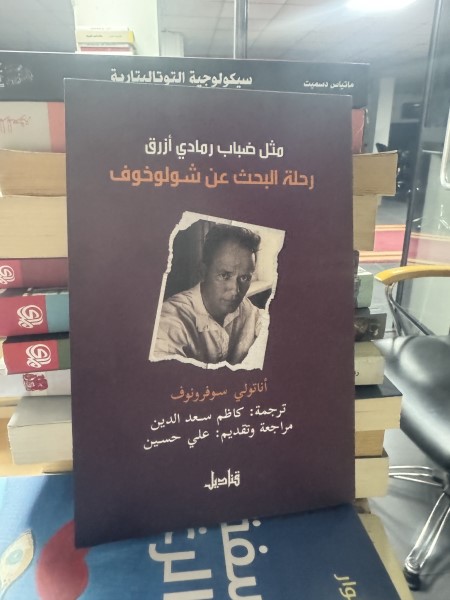 سيكولوجية التوتاليتارية
ماتياس دسميت
مثل ضباب رمادي أزرق
رحلة البحث عن شولوخوف
أناتولي سوفرونوف
ترجمة: كاظم سعد الدين
مراجعة وتقديم: علي حسين
قناديل